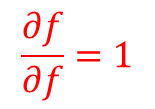 ∂f/∂f = 1